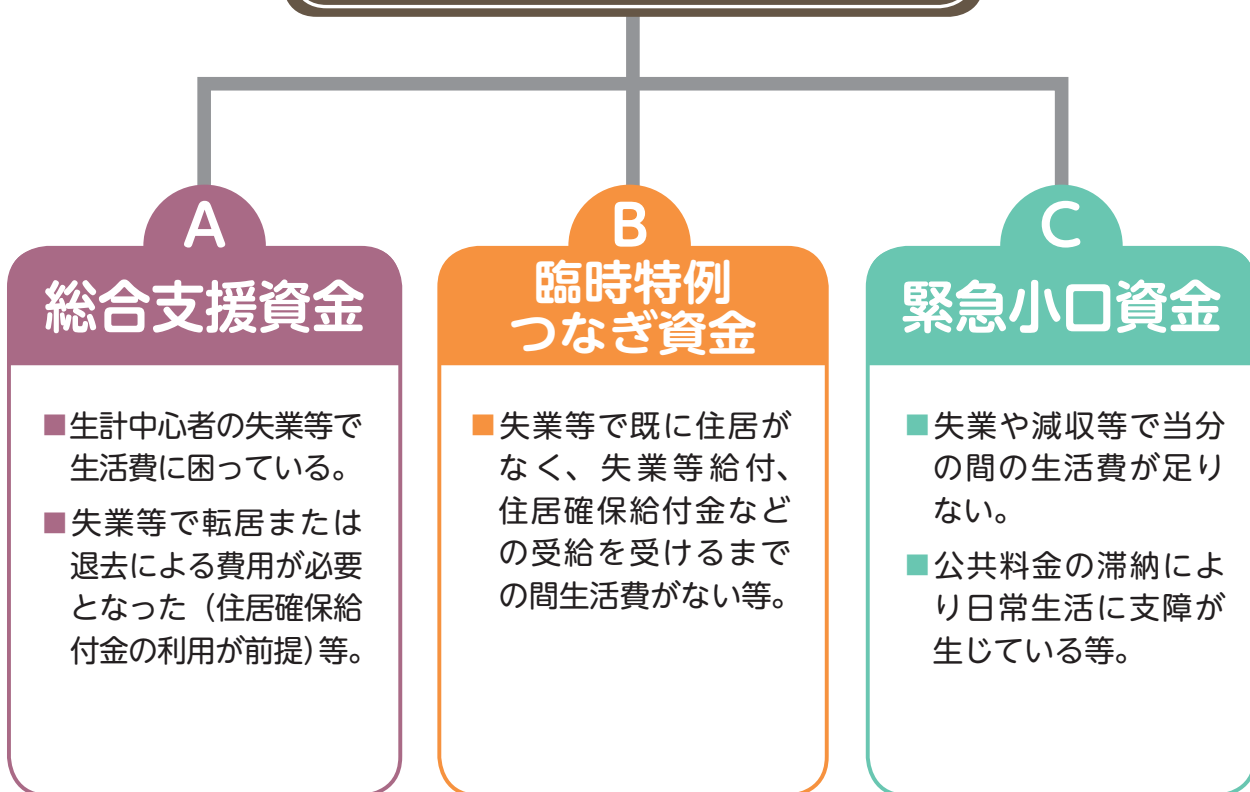 A
総合支援資金
■生計中心者の失業等で
生活費に困っている。
■失業等で転居または
退去による費用が必要
となった（住居確保給
付金の利用が前提）等。
B
臨時特例
つなぎ資金
■失業等で既に住居が
なく、失業等給付、
住居確保給付金など
の受給を受けるまで
の間生活費がない等。
C
緊急小口資金
■失業や減収等で当分
の間の生活費が足り
ない。
■公共料金の滞納によ
り日常生活に支障が
生じている等。